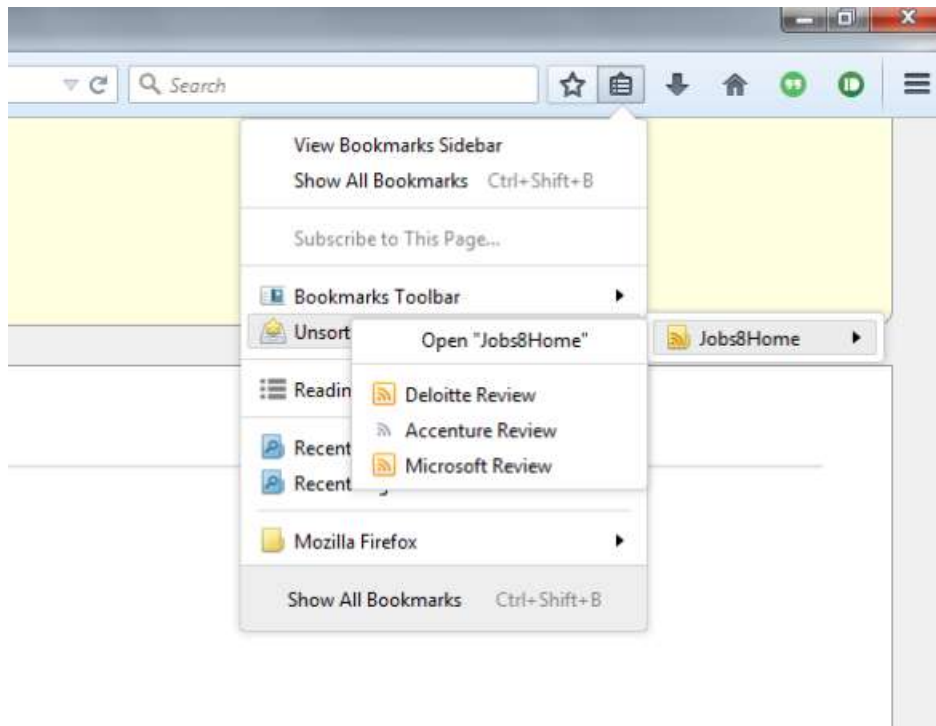 Search
View Bookmarks Sidebar
Show All Bookmarks Ctrl+Shift+B
Subscribe to This Page...
Bookmarks Toolbar
Unsort
Open "Jobs8Home"
Jobs8Home
Readin
Deloitte Review
Accenture Review
Recent
Microsoft Review
Recent
Mozilla Firefox
Show All Bookmarks Ctrl+Shift+B